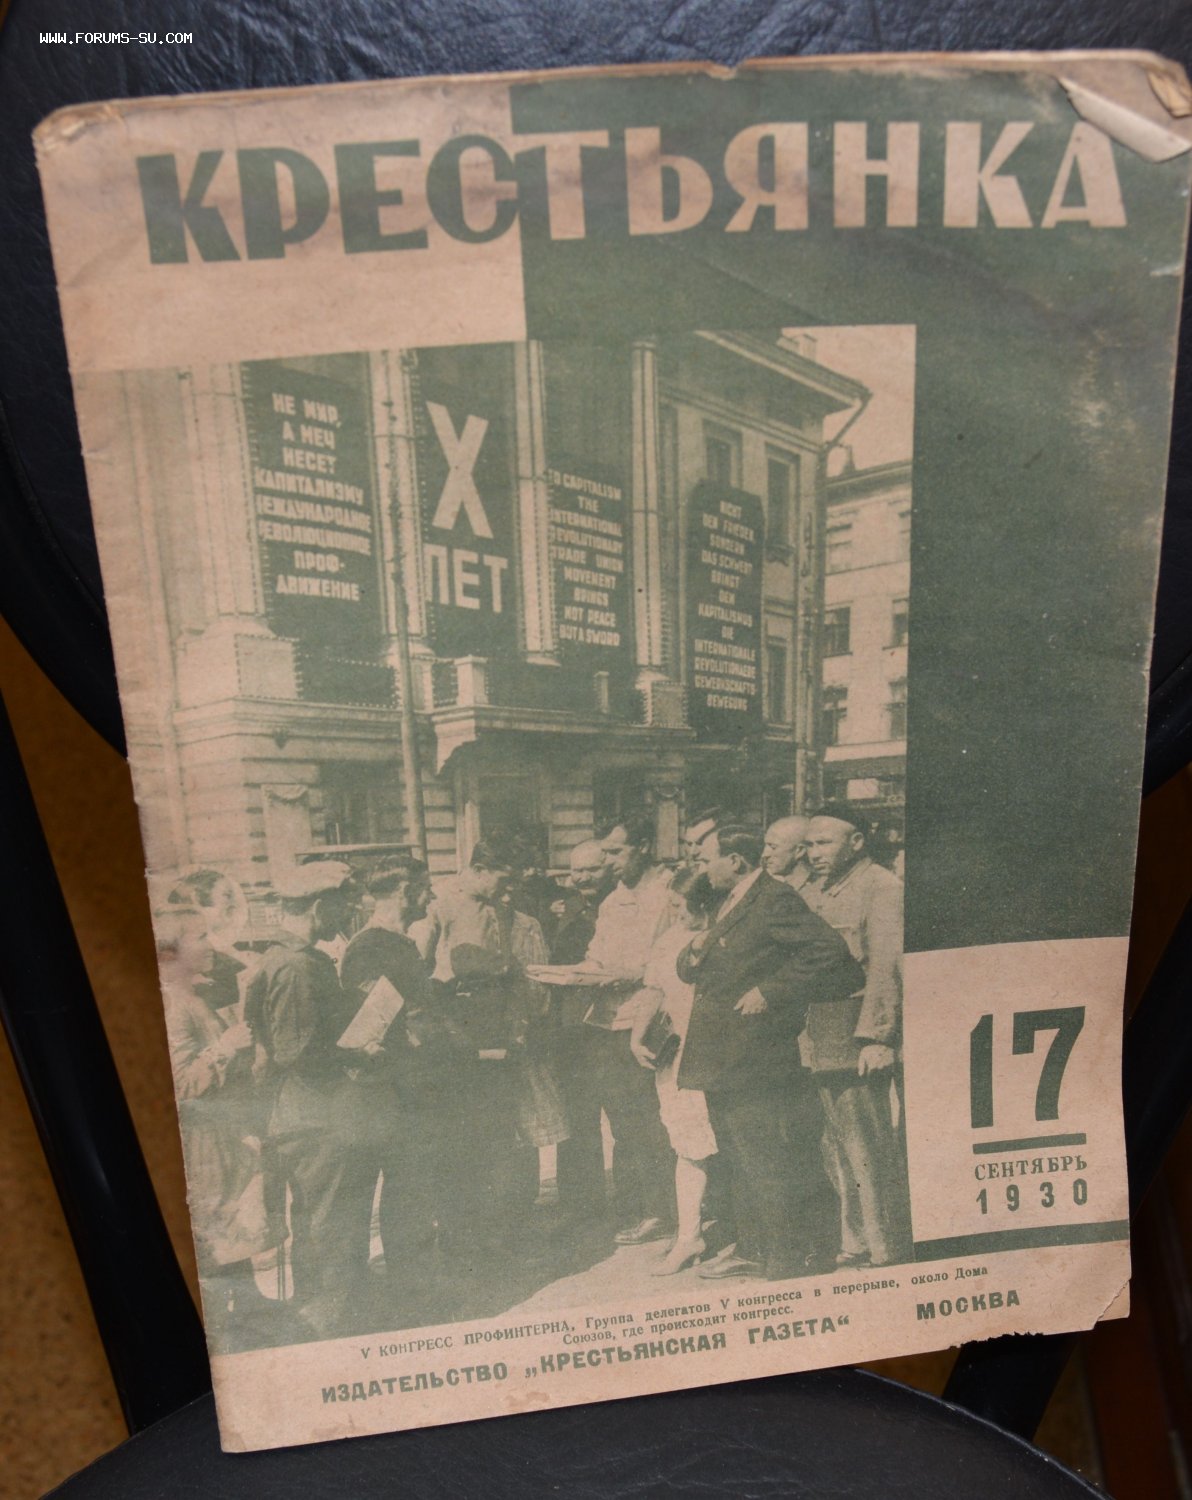 WWW.FORUMS-SU.COM
КРЕСТЬЯНКА
НЕ МИР,
А МЕЧ
НЕСЕТ
КАПИТАЛИЗМУ
МЕЖДУНАРОДНОЕ
РЕВОЛЮЦИОННОЕ
ПРОФ-
ДВИЖЕНИЕ
X
ЛЕТ
TO CAPITALISM
THE
INTERNATIONAL
REVOLUTIONARY
TRADE UNION
MOVEMENT
BRINGS
NOT PEACE
BUT A SWORD
NICHT
DEN FRIEDEN
SONDERN
DAS SCHWERT
BRINGT
DEM
KAPITALISMUS
DIE
INTERNATIONALE
REVOLUTIONAERE
GEWERKSCHAFTS
BEWEGUNG
17
СЕНТЯБРЬ
1930
V КОНГРЕСС ПРОФИНТЕРНА. Группа делегатов V конгресса в перерыве, около Дома
Союзов, где происходит конгресс.
ИЗДАТЕЛЬСТВО „КРЕСТЬЯНСКАЯ ГАЗЕТА“ МОСКВА